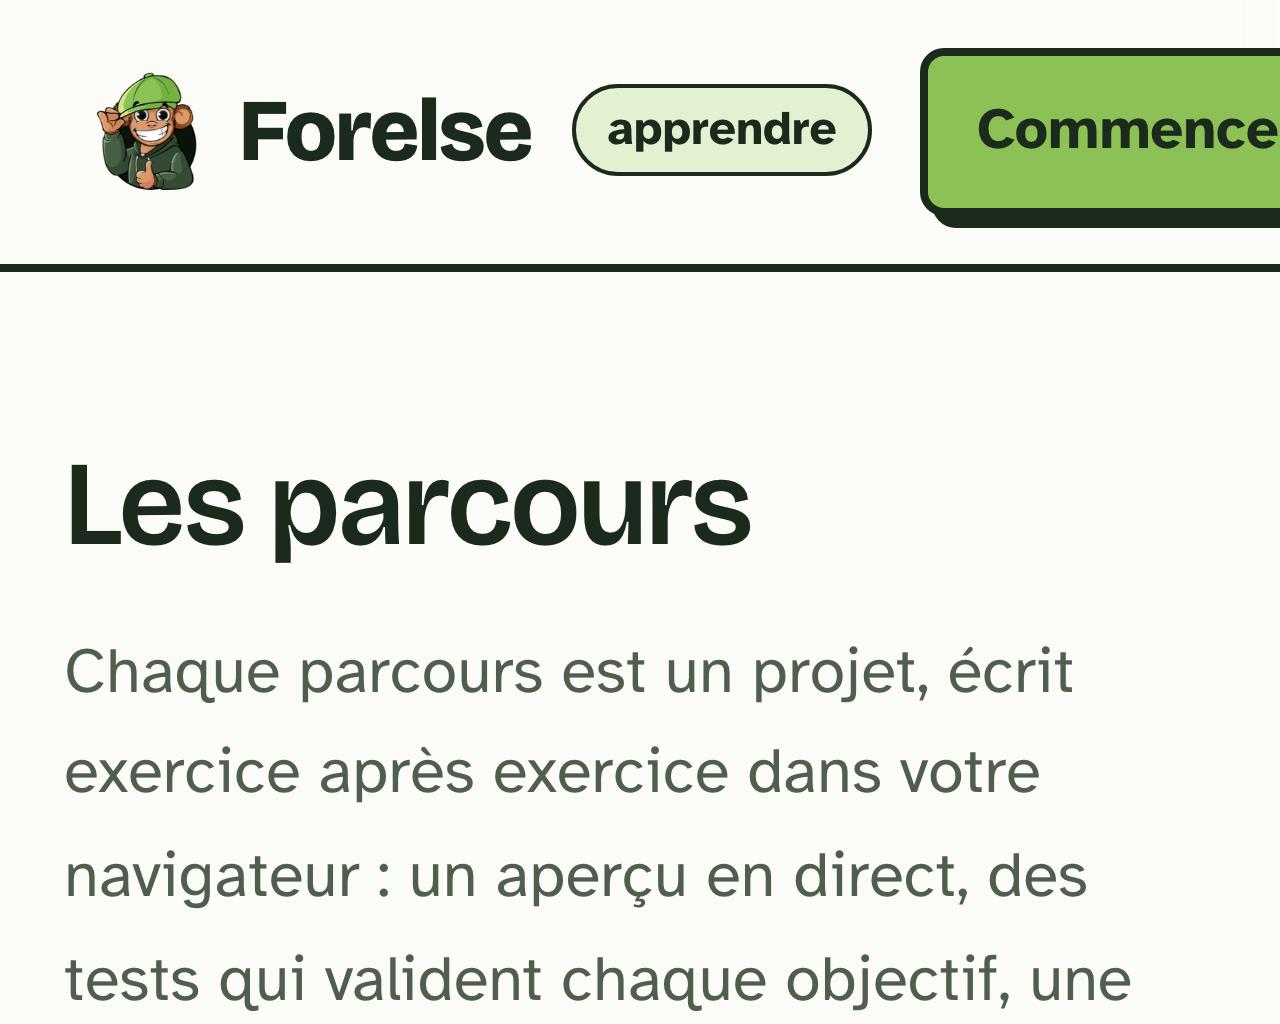 Forelse
apprendre
Commence
Les parcours
Chaque parcours est un projet, écrit
exercice après exercice dans votre
navigateur : un aperçu en direct, des
tests qui valident chaque objectif, une